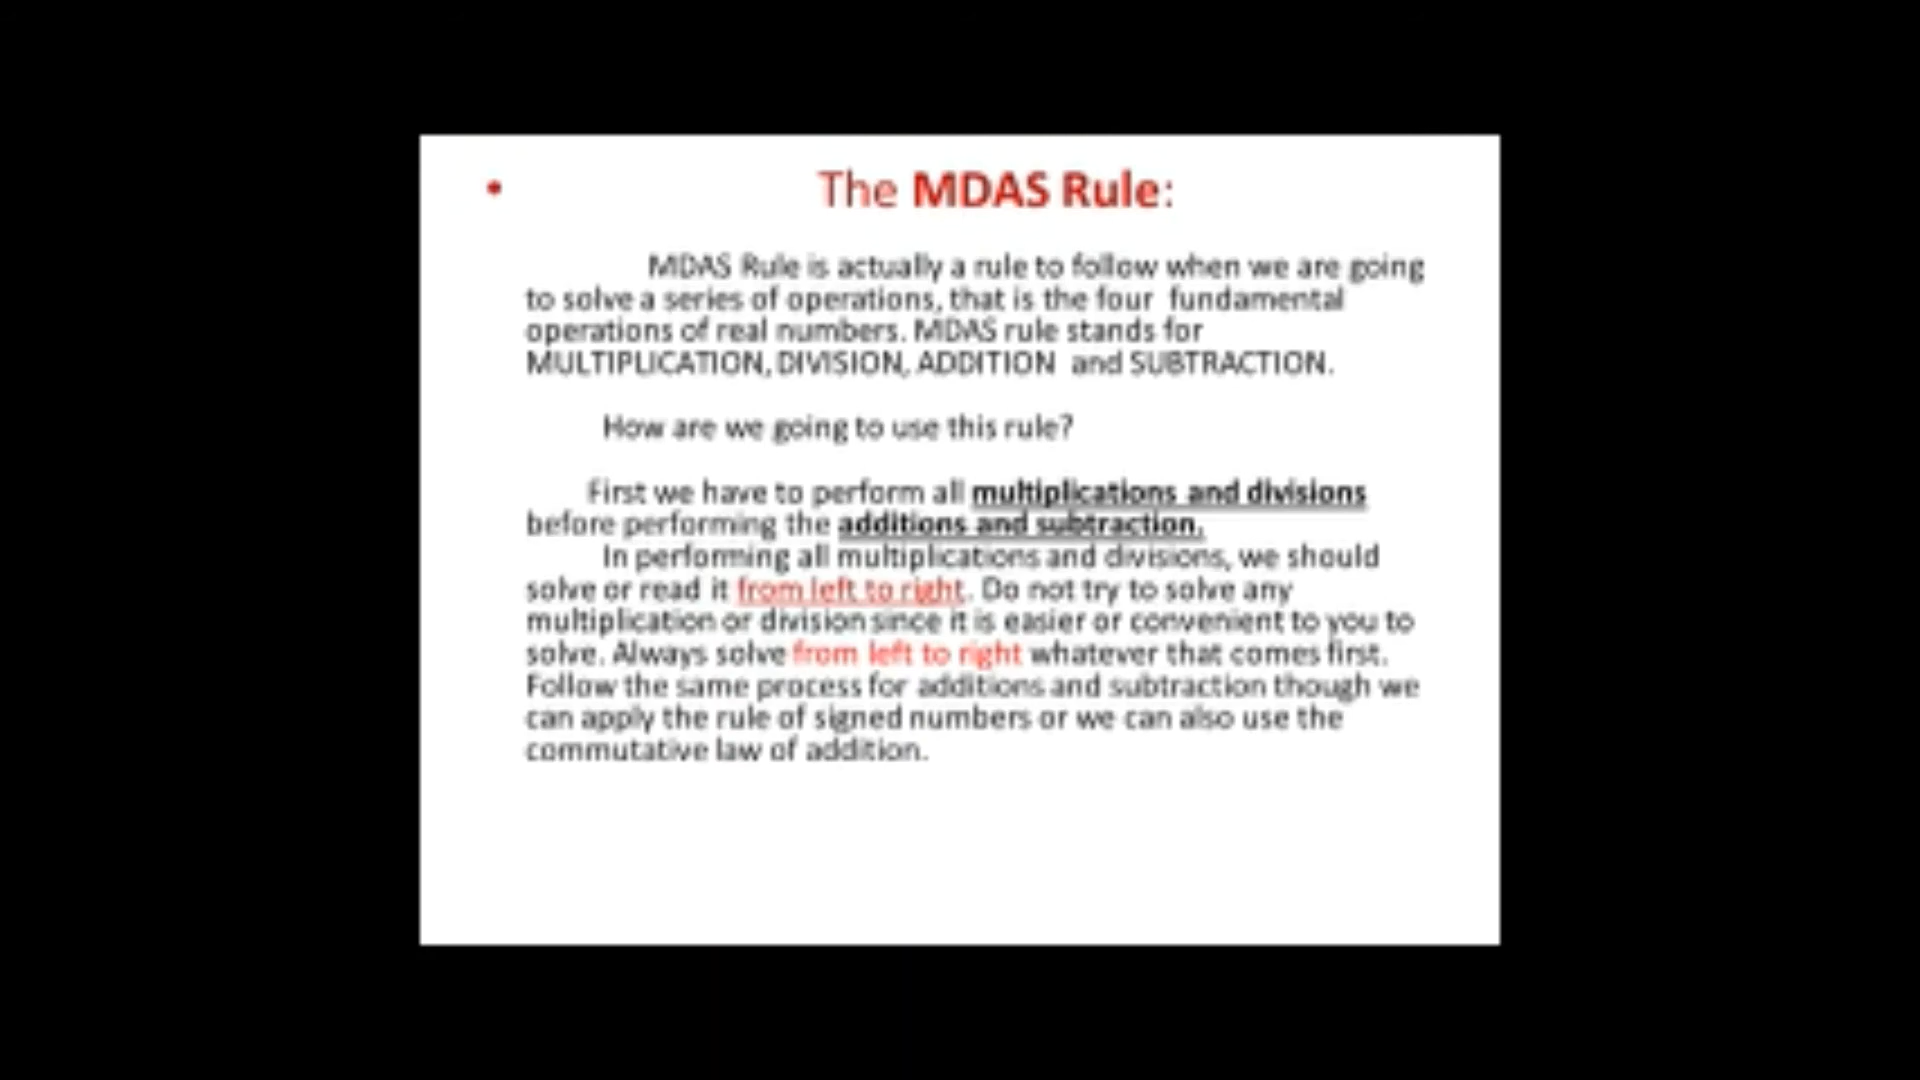 • The MDAS Rule:
MDAS Rule is actually a rule to follow when we are going
to solve a series of operations, that is the four fundamental
operations of real numbers. MDAS rule stands for
MULTIPLICATION, DIVISION, ADDITION and SUBTRACTION.
How are we going to use this rule?
First we have to perform all multiplications and divisions
before performing the additions and subtraction.
In performing all multiplications and divisions, we should
solve or read it from left to right. Do not try to solve any
multiplication or division since it is easier or convenient to you to
solve. Always solve from left to right whatever that comes first.
Follow the same process for additions and subtraction though we
can apply the rule of signed numbers or we can also use the
commutative law of addition.